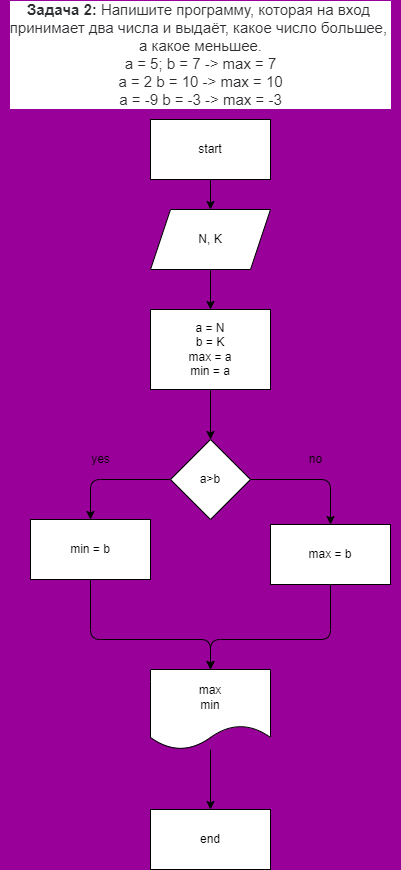 Задача 2: Напишите программу, которая на вход
принимает два числа и выдаёт, какое число большее,
а какое меньшее.
a = 5; b = 7 -> max = 7
a = 2 b = 10 -> max = 10
a = -9 b = -3 -> max = -3
start
N, K
a = N
b = K
max = a
min = a
a>b
yes
no
min = b
max = b
max
min
end